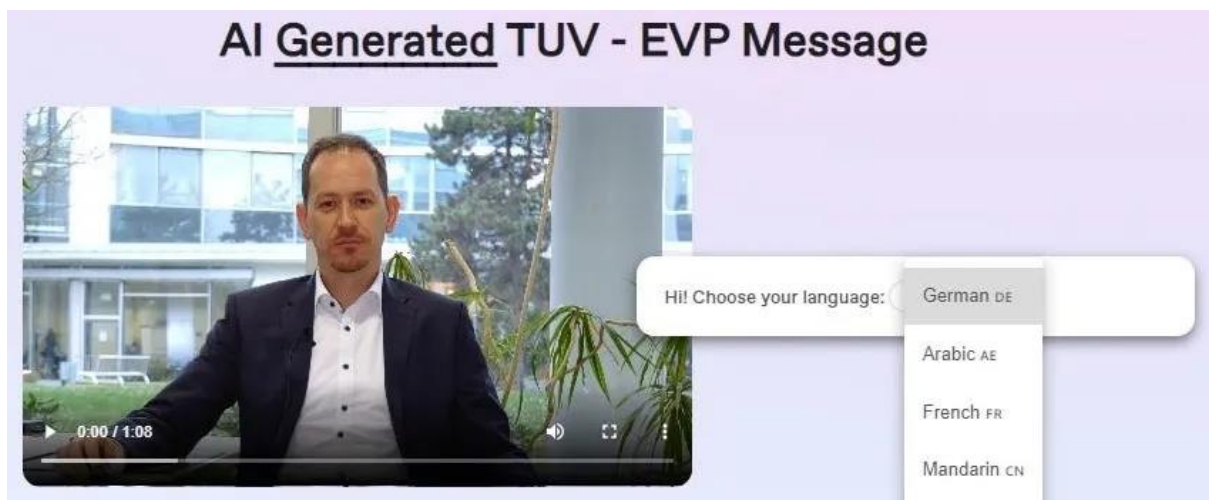 AI Generated TUV - EVP Message
Hi! Choose your language:
German DE
Arabic AE
French FR
Mandarin CN
0:00 / 1:08